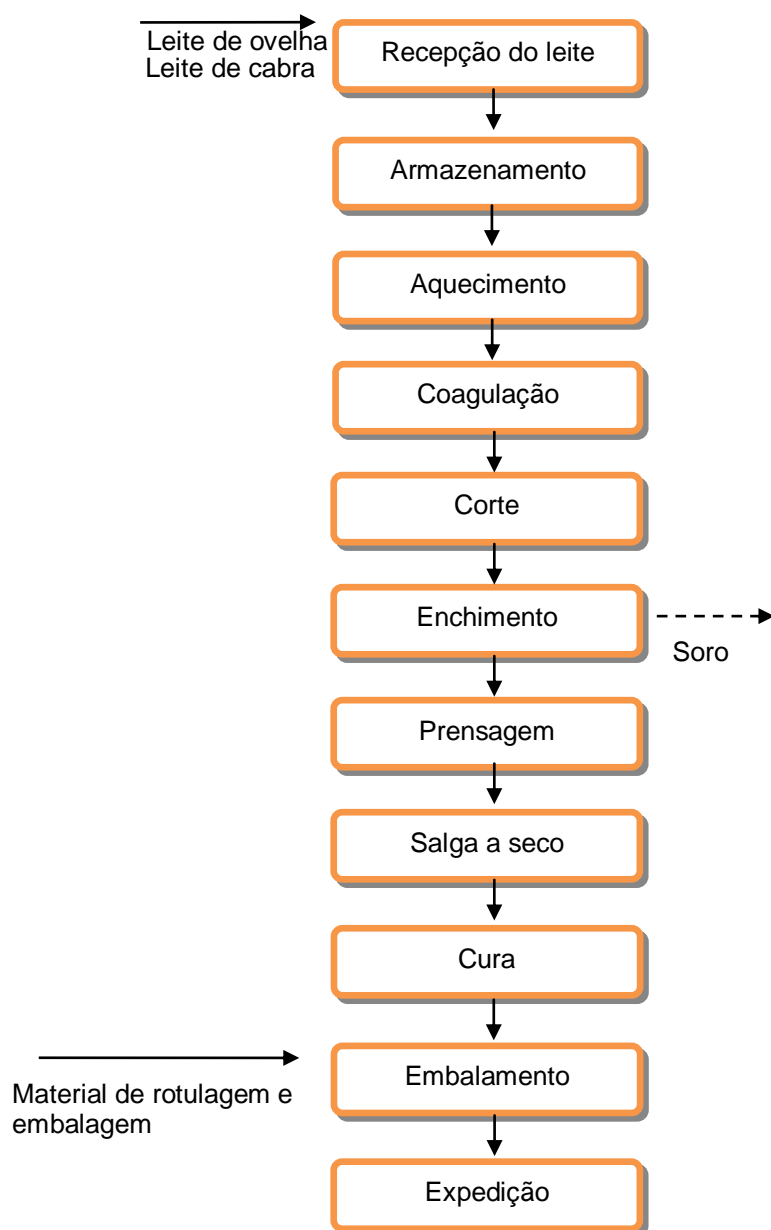 Leite de ovelha
Leite de cabra
Recepção do leite
Armazenamento
Aquecimento
Coagulação
Corte
Enchimento
Soro
Prensagem
Salga a seco
Cura
Embalamento
Material de rotulagem e
embalagem
Expedição